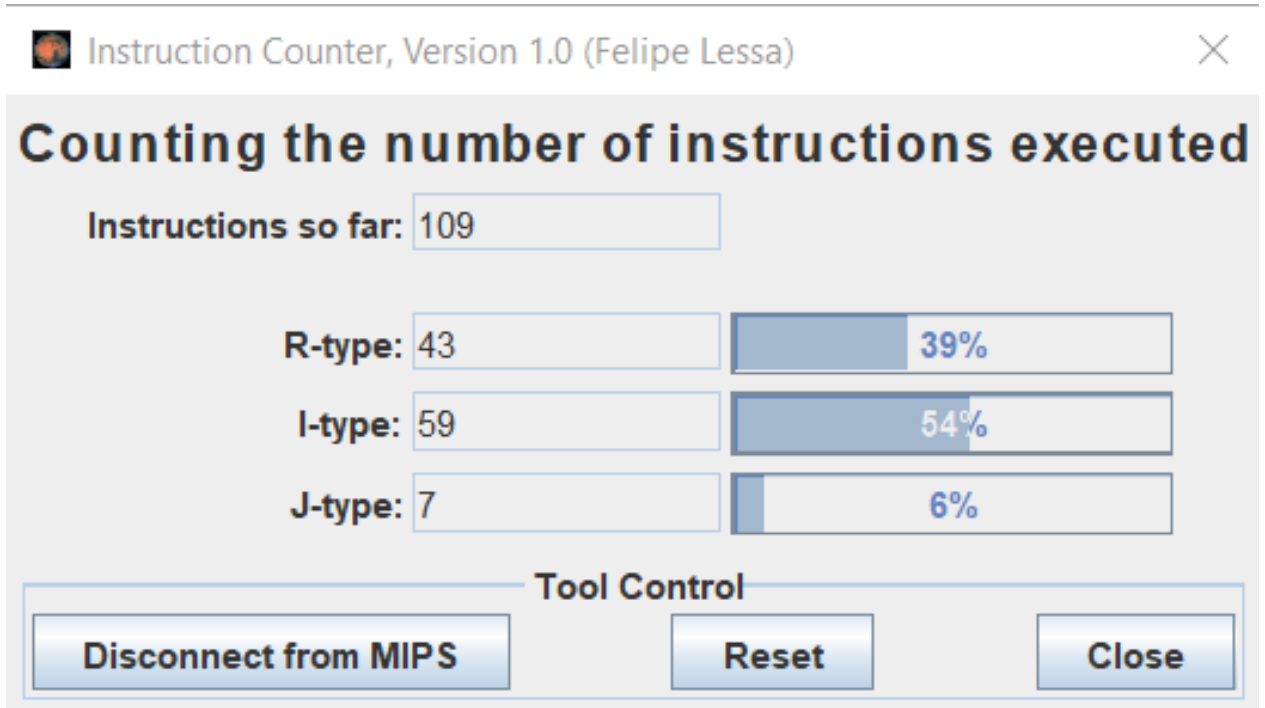 Instruction Counter, Version 1.0 (Felipe Lessa)
Counting the number of instructions executed
Instructions so far: 109
R-type: 43 39%
I-type: 59 54%
J-type: 7 6%
Tool Control
Disconnect from MIPS Reset Close